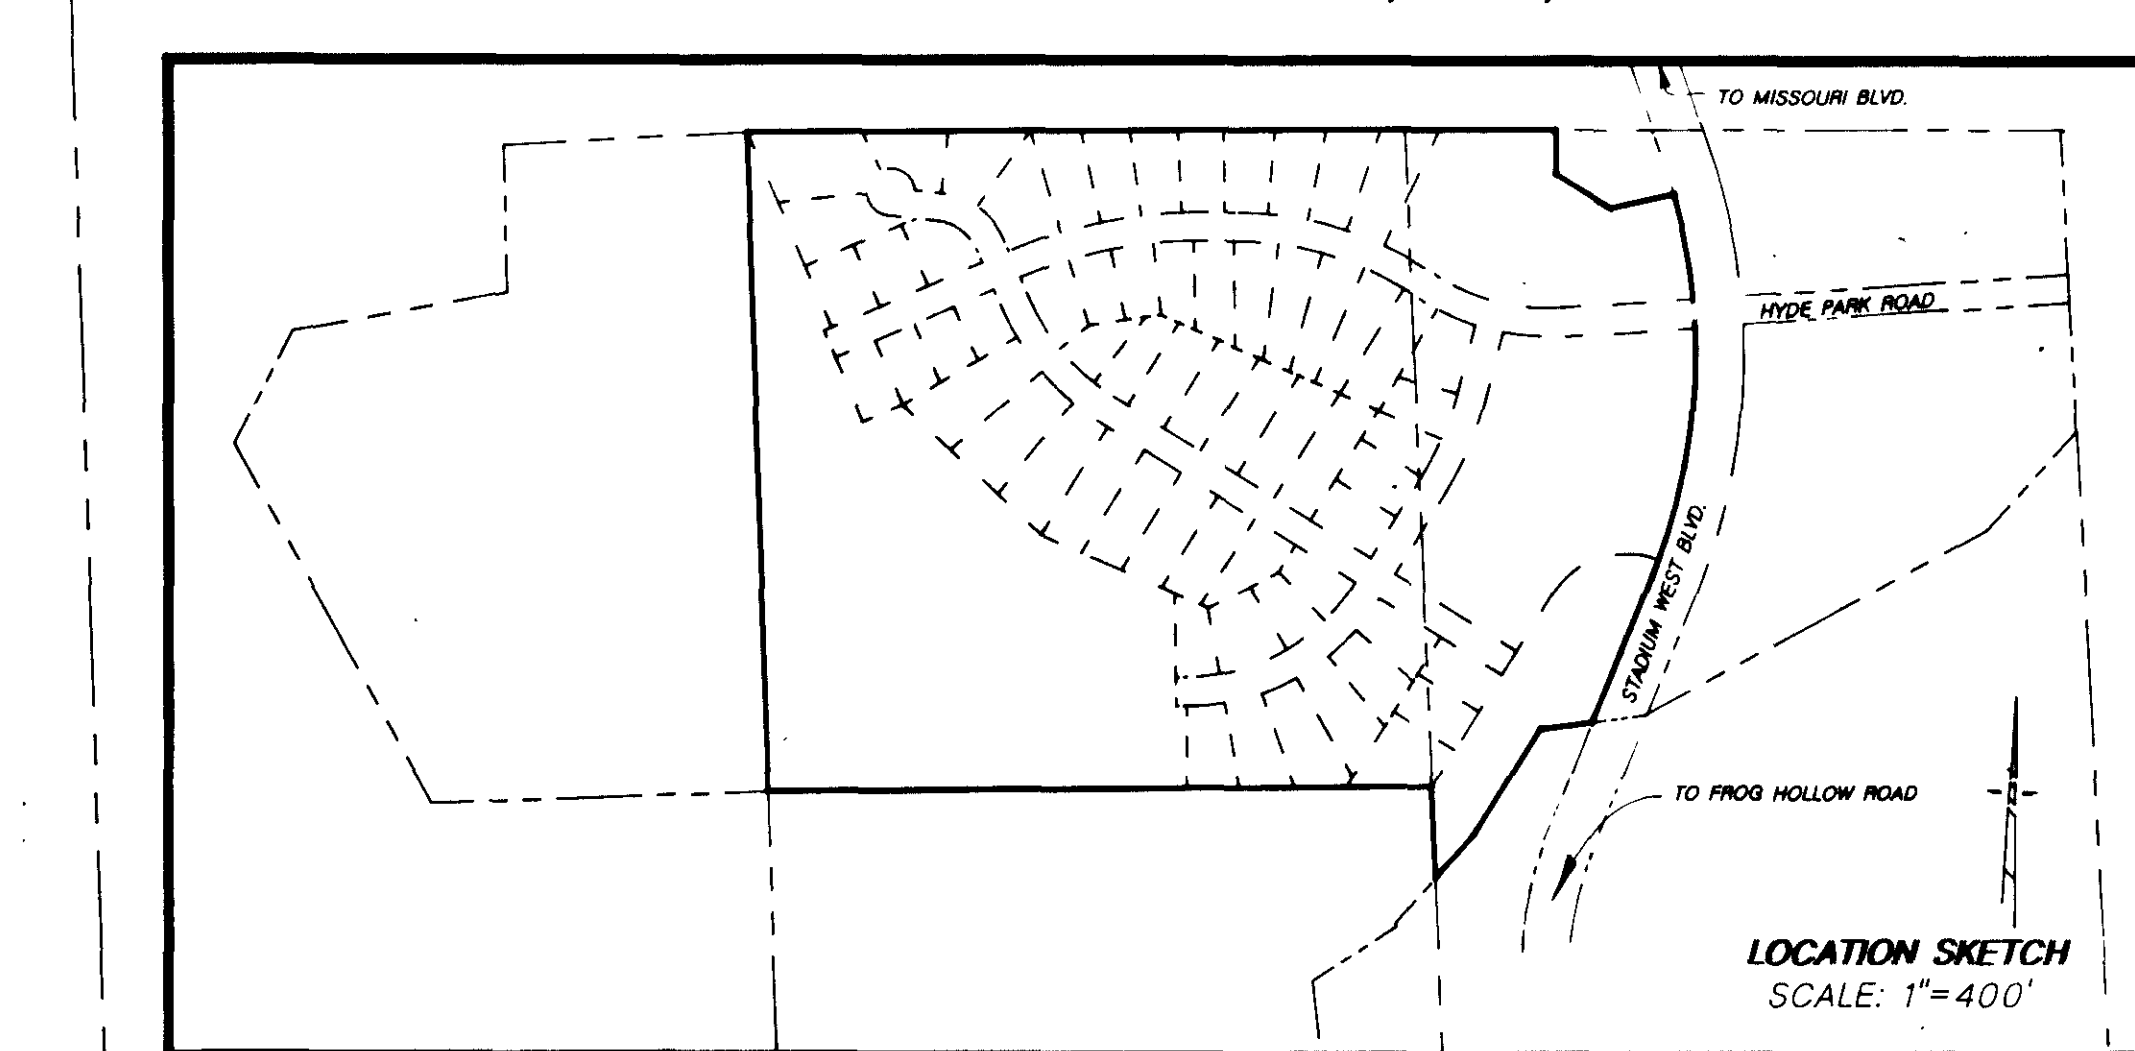 TO MISSOURI BLVD.
HYDE PARK ROAD
STADIUM WEST BLVD.
TO FROG HOLLOW ROAD
LOCATION SKETCH
SCALE: 1"=400'